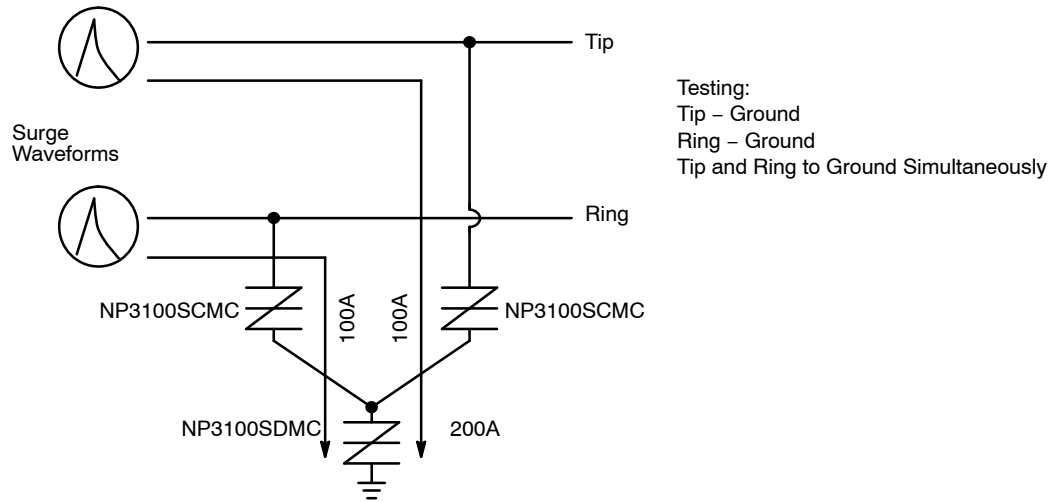 Tip
Testing:
Tip – Ground
Ring – Ground
Tip and Ring to Ground Simultaneously
Surge
Waveforms
Ring
NP3100SCMC
100A
100A
NP3100SCMC
NP3100SDMC
200A